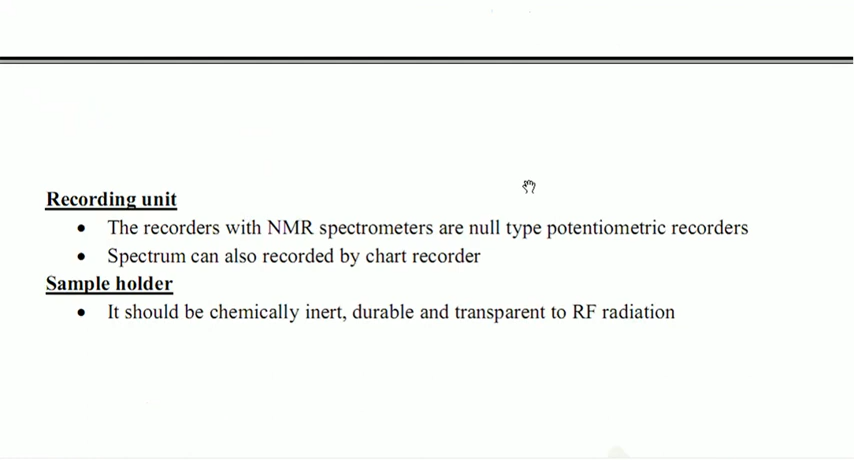 Recording unit
• The recorders with NMR spectrometers are null type potentiometric recorders
• Spectrum can also recorded by chart recorder
Sample holder
• It should be chemically inert, durable and transparent to RF radiation